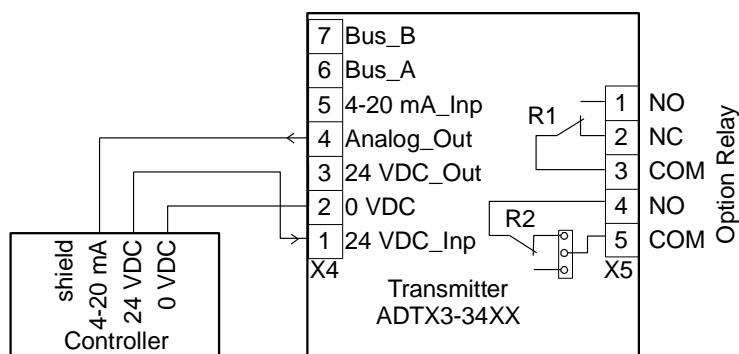 7 Bus_B
6 Bus_A
5 4-20 mA_Inp
4 Analog_Out
3 24 VDC_Out
2 0 VDC
1 24 VDC_Inp
X4
R1
1 NO
2 NC
3 COM
R2
4 NO
5 COM
X5
Option Relay
Transmitter
ADTX3-34XX
shield
4-20 mA
24 VDC
0 VDC
Controller